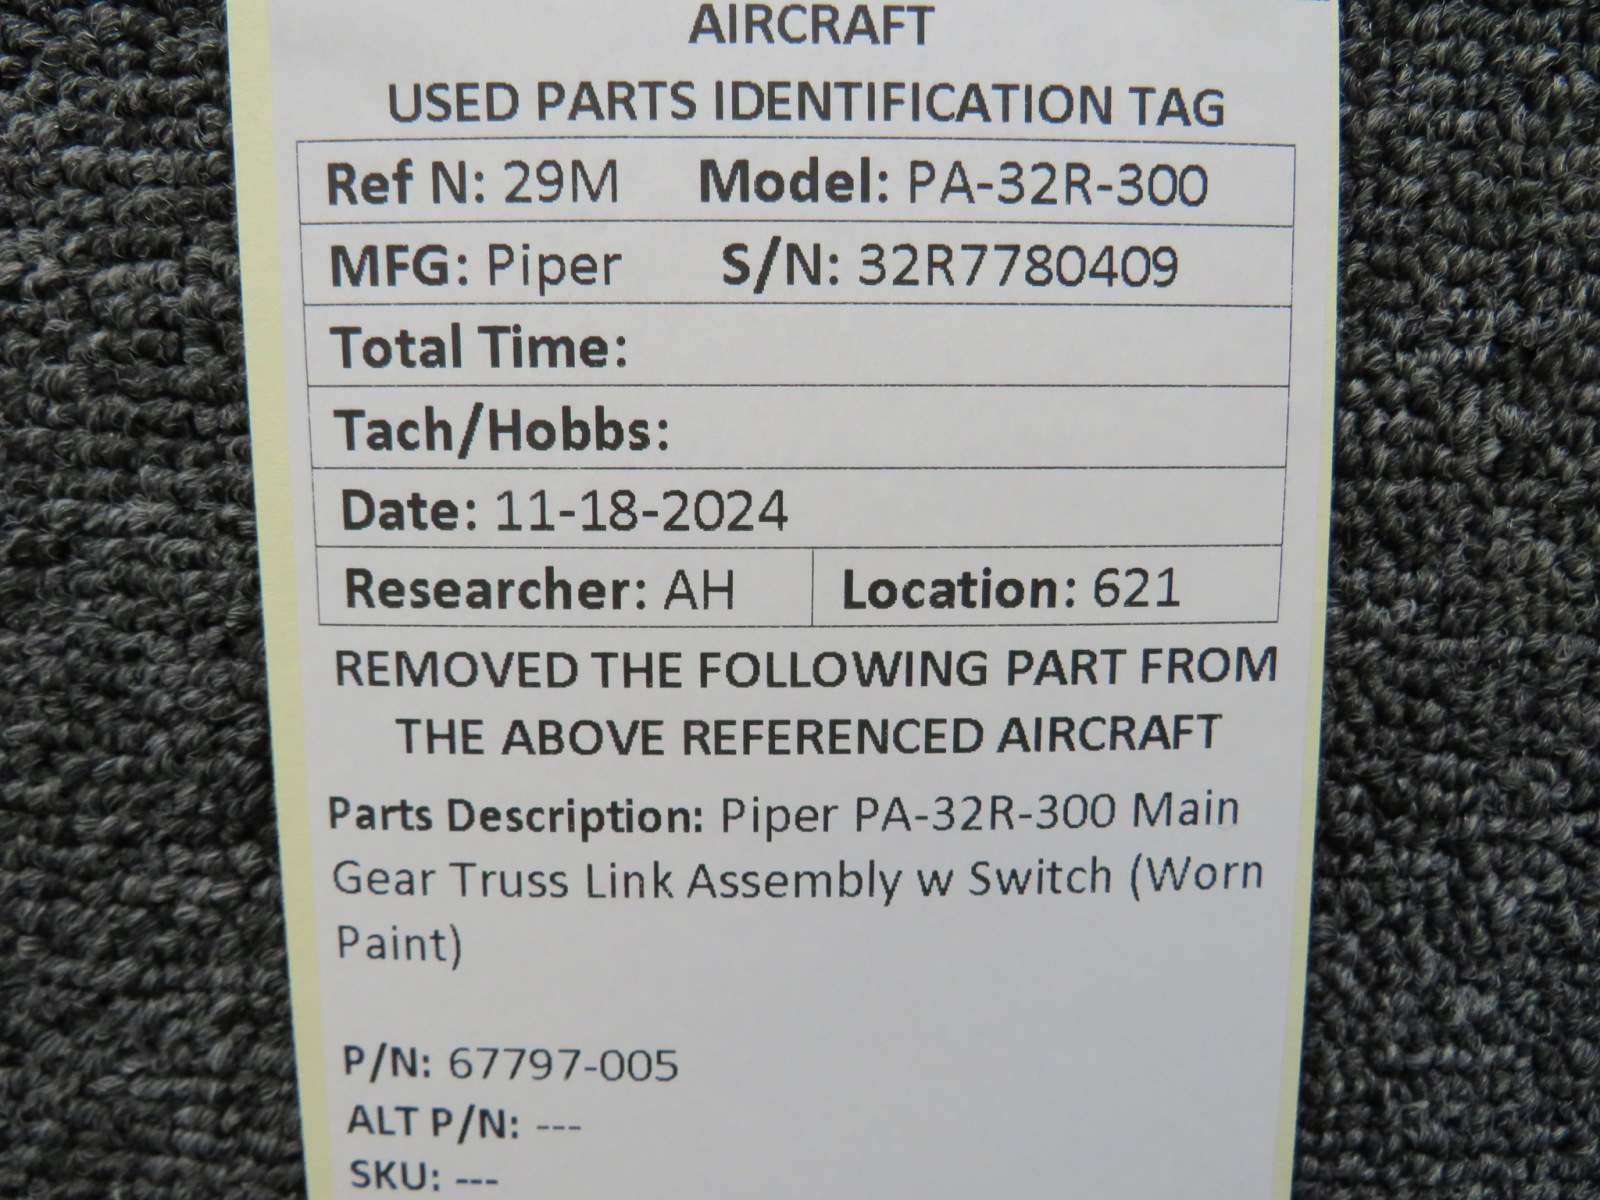 AIRCRAFT
USED PARTS IDENTIFICATION TAG
Ref N: 29M Model: PA-32R-300
MFG: Piper S/N: 32R7780409
Total Time:
Tach/Hobbs:
Date: 11-18-2024
Researcher: AH Location: 621
REMOVED THE FOLLOWING PART FROM
THE ABOVE REFERENCED AIRCRAFT
Parts Description: Piper PA-32R-300 Main
Gear Truss Link Assembly w Switch (Worn
Paint)
P/N: 67797-005
ALT P/N: ---
SKU: ---